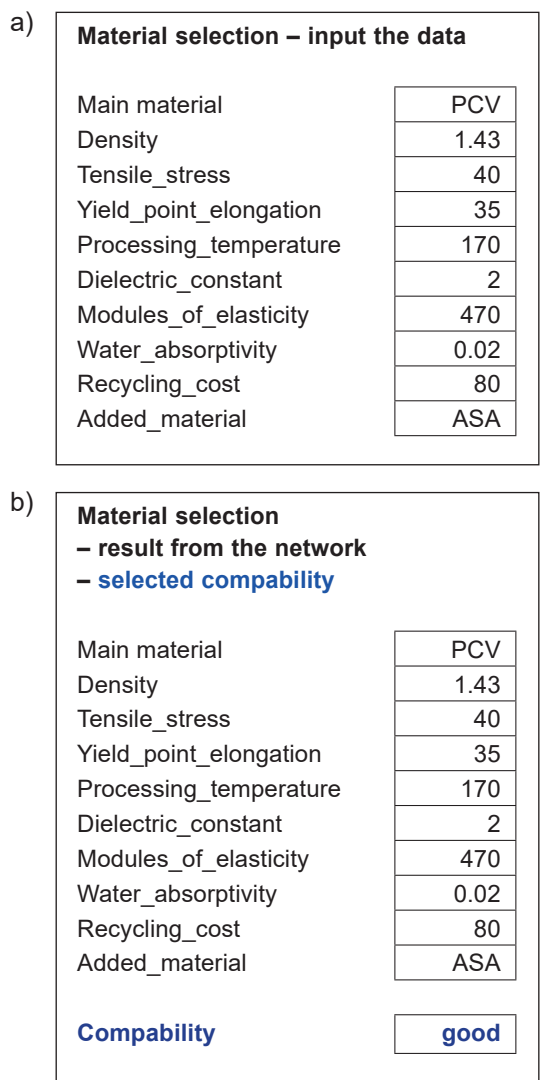 a)
Material selection – input the data
Main material PCV
Density 1.43
Tensile_stress 40
Yield_point_elongation 35
Processing_temperature 170
Dielectric_constant 2
Modules_of_elasticity 470
Water_absorptivity 0.02
Recycling_cost 80
Added_material ASA
b)
Material selection
– result from the network
– selected compability
Main material PCV
Density 1.43
Tensile_stress 40
Yield_point_elongation 35
Processing_temperature 170
Dielectric_constant 2
Modules_of_elasticity 470
Water_absorptivity 0.02
Recycling_cost 80
Added_material ASA
Compability good